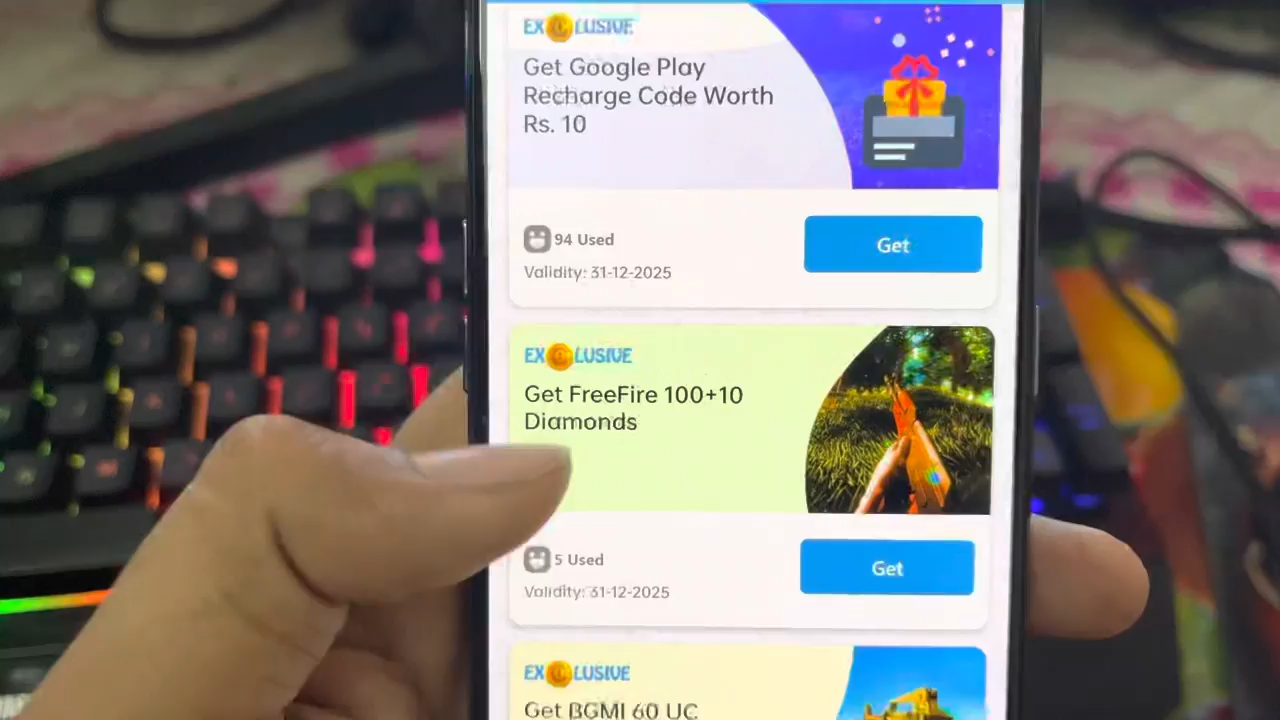 EXCLUSIVE
Get Google Play
Recharge Code Worth
Rs. 10
94 Used
Get
Validity: 31-12-2025
EXCLUSIVE
Get FreeFire 100+10
Diamonds
5 Used
Get
Validity: 31-12-2025
EXCLUSIVE
Get BGMI 60 UC